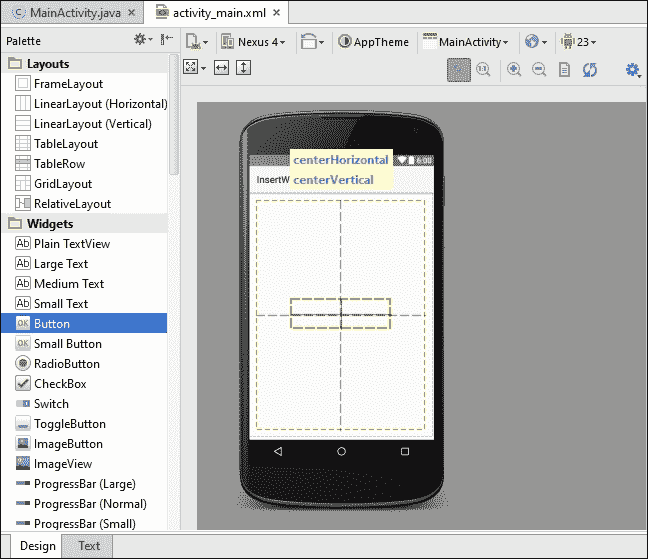 MainActivity.java
activity_main.xml
Palette
Nexus 4
AppTheme
MainActivity
23
1:1
Layouts
FrameLayout
LinearLayout (Horizontal)
LinearLayout (Vertical)
TableLayout
TableRow
GridLayout
RelativeLayout
Widgets
Ab Plain TextView
Ab Large Text
Ab Medium Text
Ab Small Text
OK Button
OK Small Button
RadioButton
CheckBox
Switch
ToggleButton
ImageButton
ImageView
ProgressBar (Large)
ProgressBar (Normal)
ProgressBar (Small)
centerHorizontal
6:00
InsertW
centerVertical
Design
Text